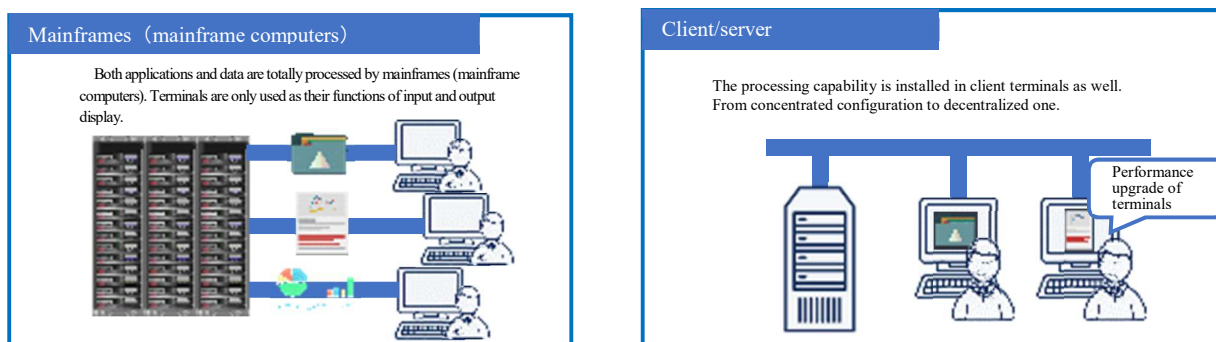 Mainframes（mainframe computers）
Both applications and data are totally processed by mainframes (mainframe
computers). Terminals are only used as their functions of input and output
display.
Client/server
The processing capability is installed in client terminals as well.
From concentrated configuration to decentralized one.
Performance
upgrade of
terminals